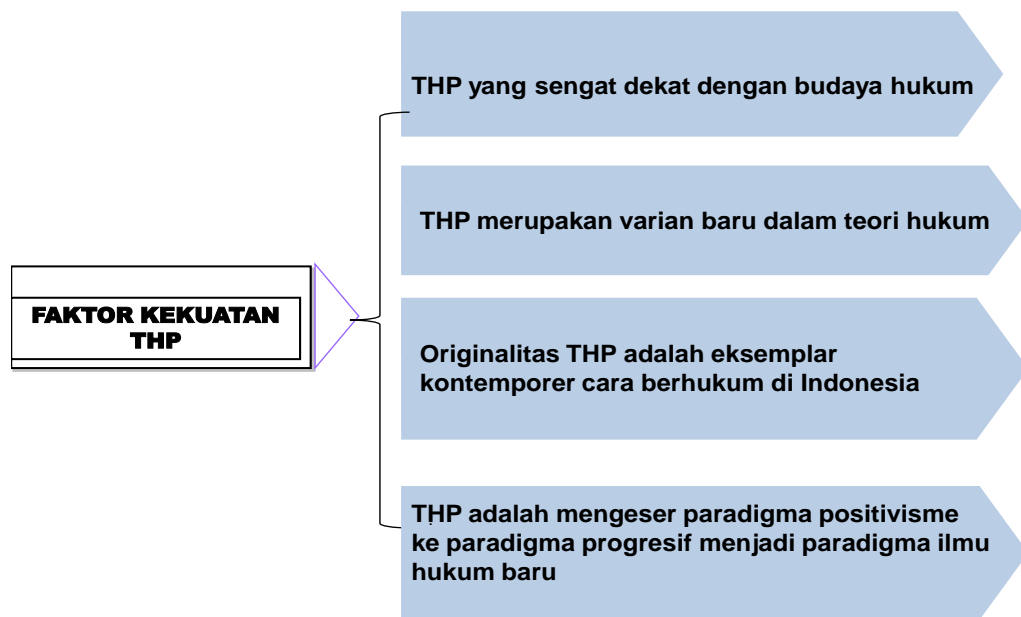 THP yang sengat dekat dengan budaya hukum
THP merupakan varian baru dalam teori hukum
FAKTOR KEKUATAN
THP
Originalitas THP adalah eksemplar
kontemporer cara berhukum di Indonesia
THP adalah mengeser paradigma positivisme
ke paradigma progresif menjadi paradigma ilmu
hukum baru